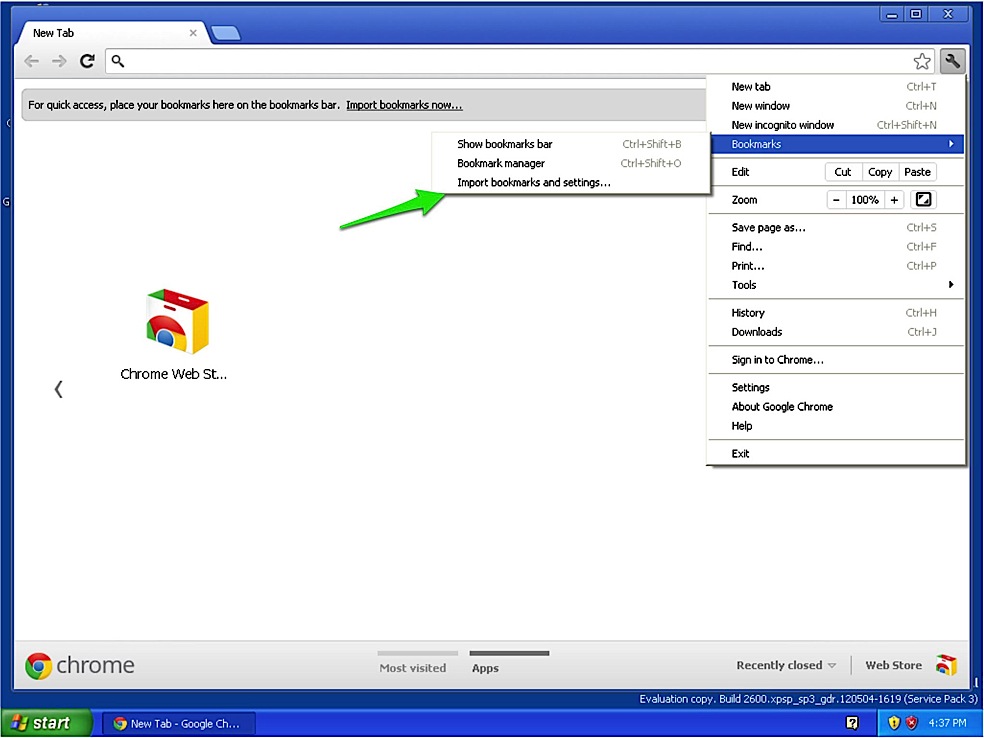 New Tab
For quick access, place your bookmarks here on the bookmarks bar. Import bookmarks now...
New tab Ctrl+T
New window Ctrl+N
New incognito window Ctrl+Shift+N
Bookmarks
Show bookmarks bar Ctrl+Shift+B
Bookmark manager Ctrl+Shift+O
Import bookmarks and settings...
Edit Cut Copy Paste
Zoom - 100% +
Save page as... Ctrl+S
Find... Ctrl+F
Print... Ctrl+P
Tools
History Ctrl+H
Downloads Ctrl+J
Sign in to Chrome...
Settings
About Google Chrome
Help
Exit
Chrome Web St...
chrome
Most visited
Apps
Recently closed
Web Store
Evaluation copy. Build 2600.xpsp_sp3_gdr.120504-1619 (Service Pack 3)
start
New Tab - Google Ch...
4:37 PM